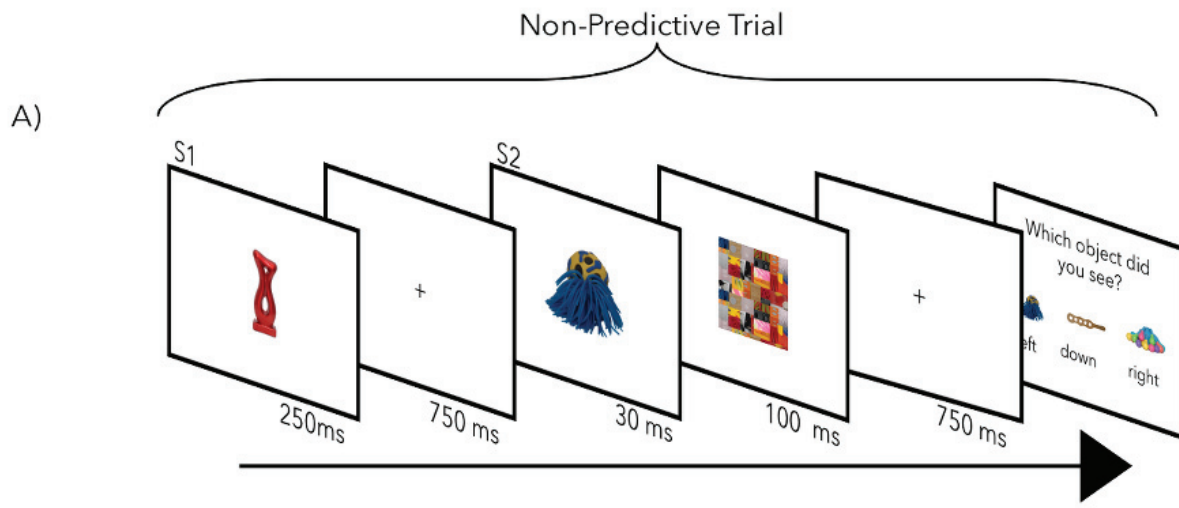 Non-Predictive Trial
A)
S1
S2
Which object did
you see?
eft down right
250ms
750 ms
30 ms
100 ms
750 ms